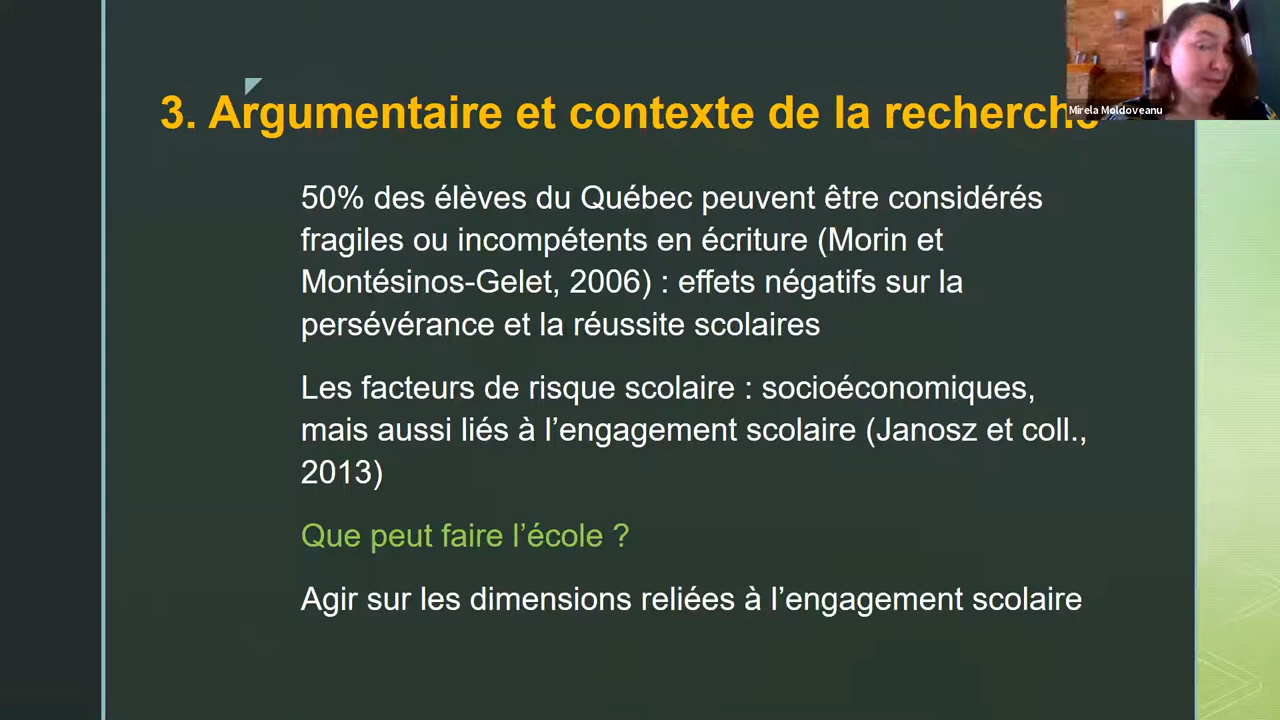 3. Argumentaire et contexte de la recherche
Mirela Moldoveanu
50% des élèves du Québec peuvent être considérés
fragiles ou incompétents en écriture (Morin et
Montésinos-Gelet, 2006) : effets négatifs sur la
persévérance et la réussite scolaires
Les facteurs de risque scolaire : socioéconomiques,
mais aussi liés à l’engagement scolaire (Janosz et coll.,
2013)
Que peut faire l’école ?
Agir sur les dimensions reliées à l’engagement scolaire